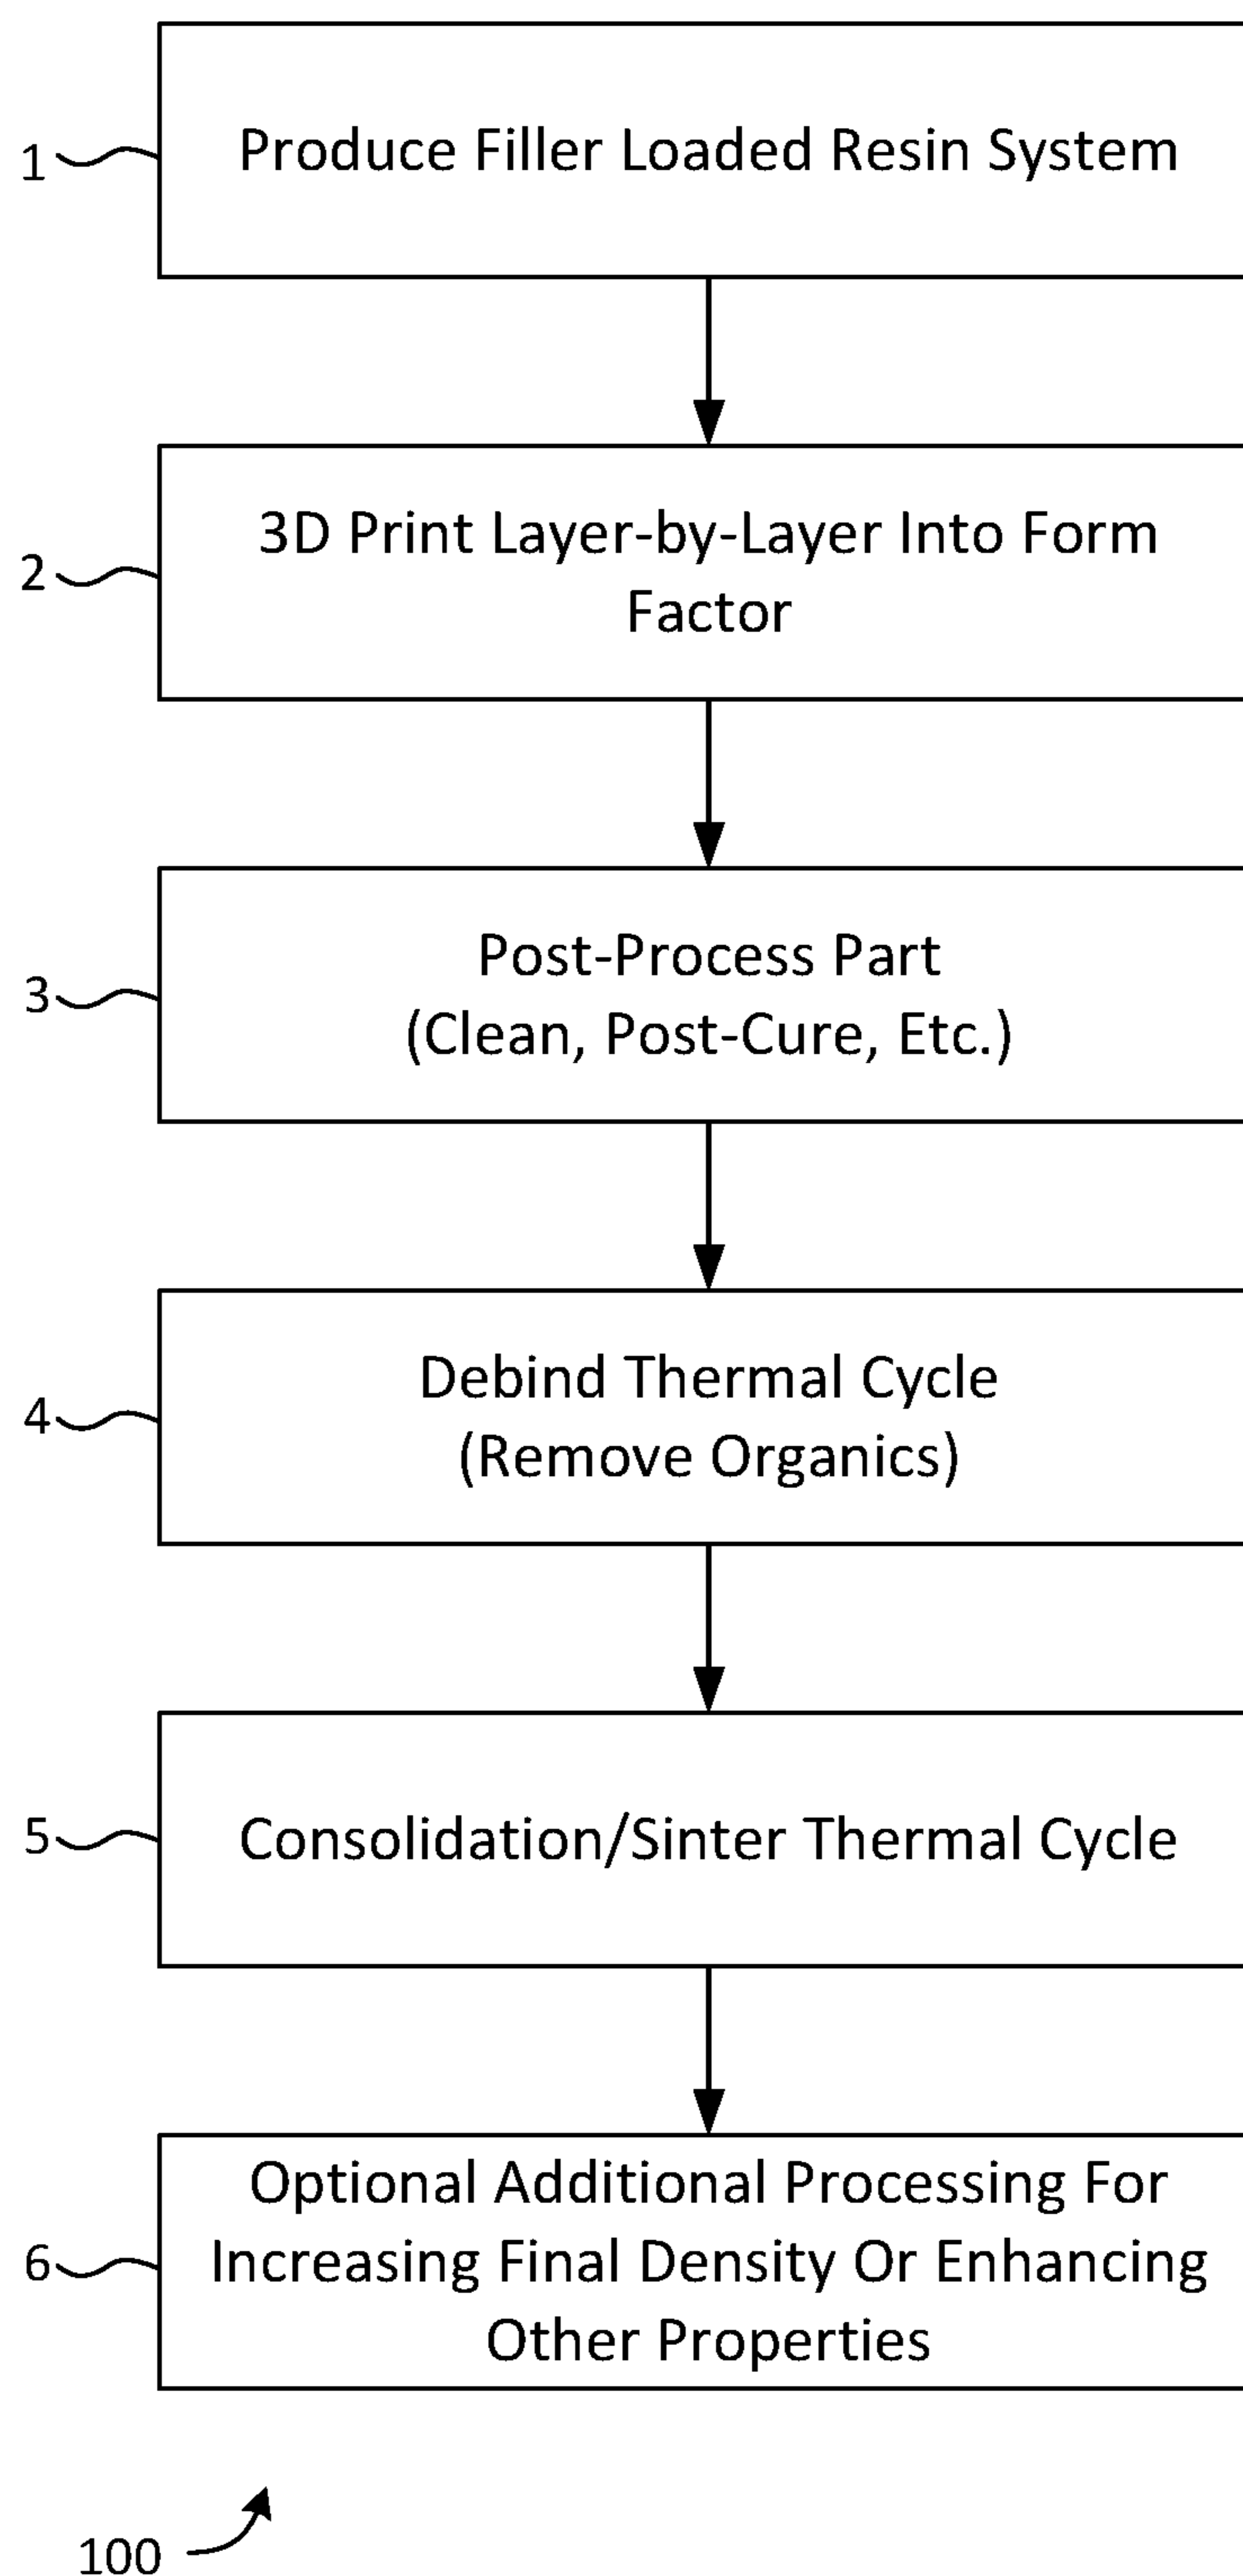 1
Produce Filler Loaded Resin System
2
3D Print Layer-by-Layer Into Form
Factor
3
Post-Process Part
(Clean, Post-Cure, Etc.)
4
Debind Thermal Cycle
(Remove Organics)
5
Consolidation/Sinter Thermal Cycle
6
Optional Additional Processing For
Increasing Final Density Or Enhancing
Other Properties
100